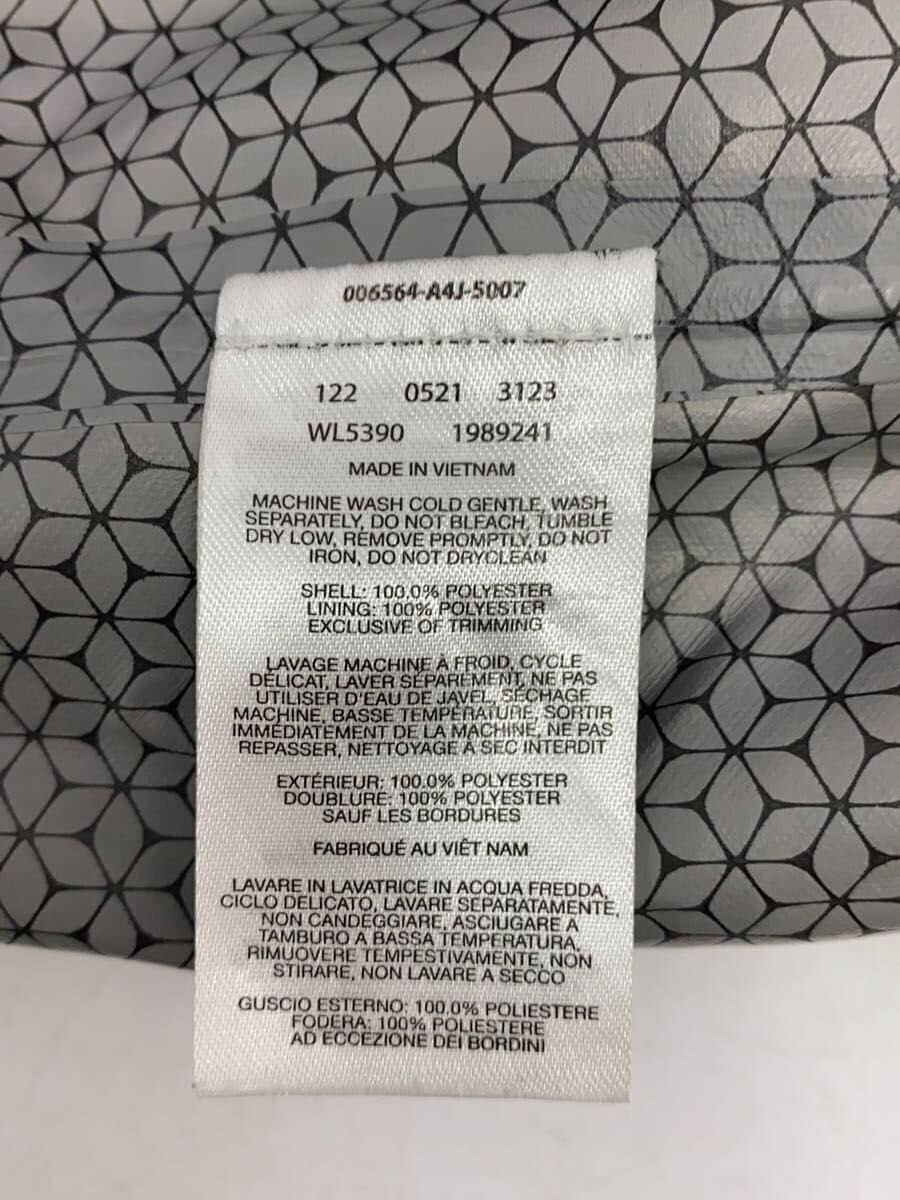 006564-A4J-5007
122 0521 3123
WL5390 1989241
MADE IN VIETNAM
MACHINE WASH COLD GENTLE, WASH
SEPARATELY, DO NOT BLEACH, TUMBLE
DRY LOW, REMOVE PROMPTLY, DO NOT
IRON, DO NOT DRYCLEAN
SHELL: 100.0% POLYESTER
LINING: 100% POLYESTER
EXCLUSIVE OF TRIMMING
LAVAGE MACHINE À FROID, CYCLE
DÉLICAT, LAVER SÉPARÉMENT, NE PAS
UTILISER D'EAU DE JAVEL, SÉCHAGE
MACHINE, BASSE TEMPÉRATURE, SORTIR
IMMÉDIATEMENT DE LA MACHINE, NE PAS
REPASSER, NETTOYAGE À SEC INTERDIT
EXTÉRIEUR: 100.0% POLYESTER
DOUBLURE: 100% POLYESTER
SAUF LES BORDURES
FABRIQUÉ AU VIÊT NAM
LAVARE IN LAVATRICE IN ACQUA FREDDA,
CICLO DELICATO, LAVARE SEPARATAMENTE,
NON CANDEGGIARE, ASCIUGARE A
TAMBURO A BASSA TEMPERATURA,
RIMUOVERE TEMPESTIVAMENTE, NON
STIRARE, NON LAVARE A SECCO
GUSCIO ESTERNO: 100.0% POLIESTERE
FODERA: 100% POLIESTERE
AD ECCEZIONE DEI BORDINI